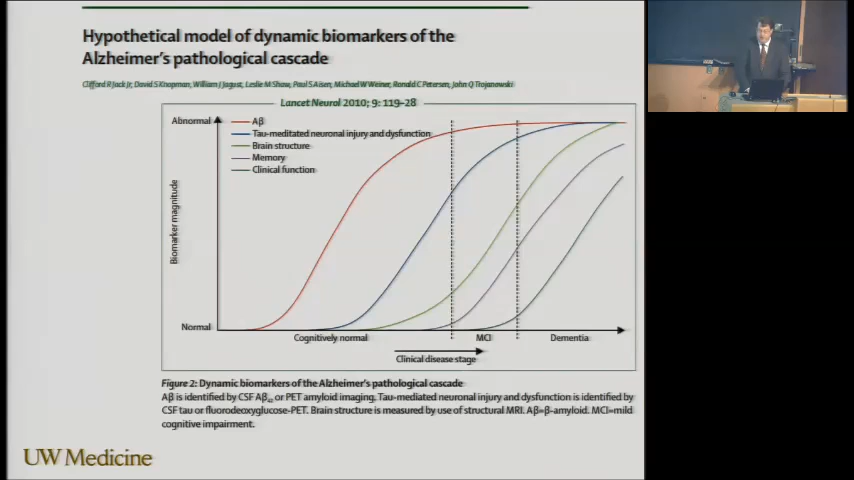 Hypothetical model of dynamic biomarkers of the
Alzheimer's pathological cascade
Clifford R Jack Jr, David S Knopman, William J Jagust, Leslie M Shaw, Paul S Aisen, Michael W Weiner, Ronald C Petersen, John Q Trojanowski
Lancet Neurol 2010; 9: 119–28
Abnormal
Aβ
Tau-meditated neuronal injury and dysfunction
Brain structure
Memory
Clinical function
Biomarker magnitude
Normal
Cognitively normal
MCI
Dementia
Clinical disease stage
Figure 2: Dynamic biomarkers of the Alzheimer's pathological cascade
Aβ is identified by CSF Aβ42 or PET amyloid imaging. Tau-mediated neuronal injury and dysfunction is identified by
CSF tau or fluorodeoxyglucose-PET. Brain structure is measured by use of structural MRI. Aβ=β-amyloid. MCI=mild
cognitive impairment.
UW Medicine